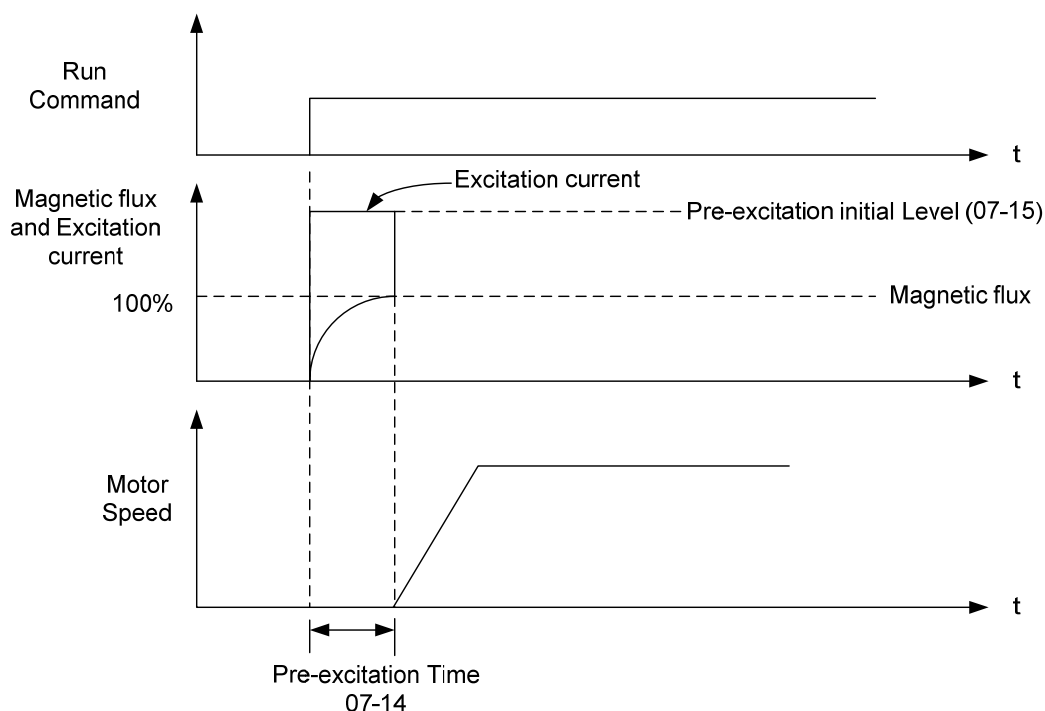 Run
Command
t
Excitation current
Magnetic flux
and Excitation
current
Pre-excitation initial Level (07-15)
100%
Magnetic flux
t
Motor
Speed
t
Pre-excitation Time
07-14